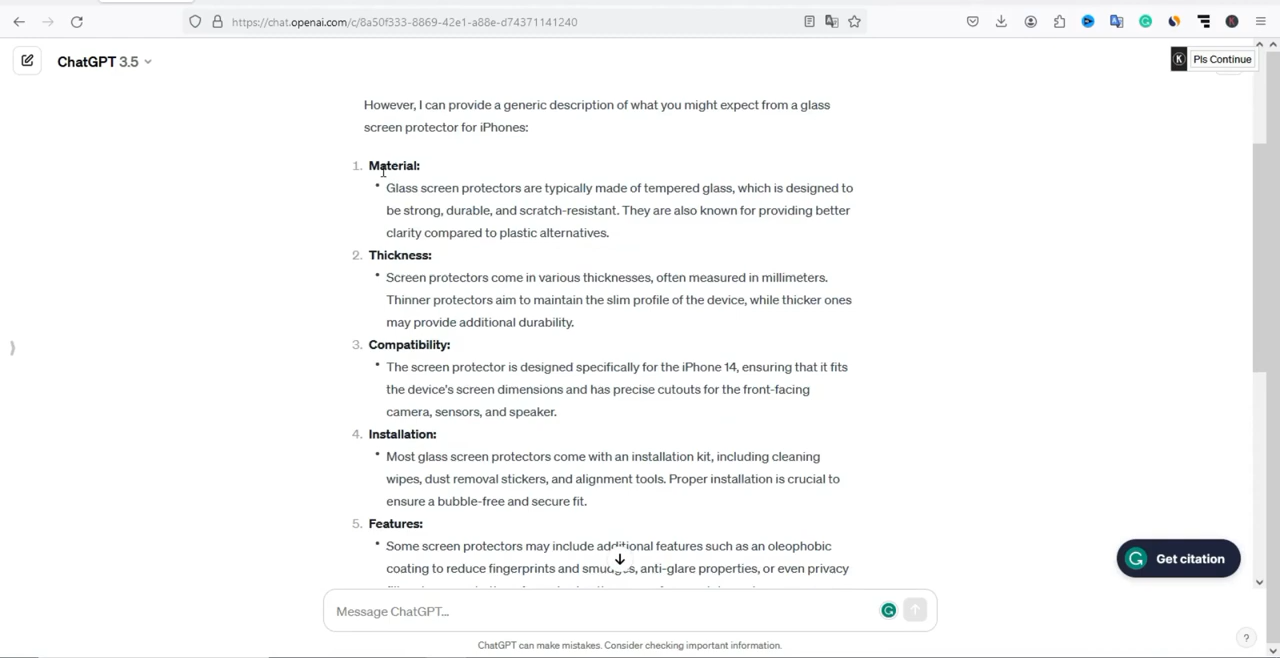 https://chat.openai.com/c/8a50f333-8869-42e1-a88e-d74371141240
ChatGPT 3.5
K Pls Continue
However, I can provide a generic description of what you might expect from a glass
screen protector for iPhones:
1. Material:
• Glass screen protectors are typically made of tempered glass, which is designed to
be strong, durable, and scratch-resistant. They are also known for providing better
clarity compared to plastic alternatives.
2. Thickness:
• Screen protectors come in various thicknesses, often measured in millimeters.
Thinner protectors aim to maintain the slim profile of the device, while thicker ones
may provide additional durability.
3. Compatibility:
• The screen protector is designed specifically for the iPhone 14, ensuring that it fits
the device's screen dimensions and has precise cutouts for the front-facing
camera, sensors, and speaker.
4. Installation:
• Most glass screen protectors come with an installation kit, including cleaning
wipes, dust removal stickers, and alignment tools. Proper installation is crucial to
ensure a bubble-free and secure fit.
5. Features:
• Some screen protectors may include additional features such as an oleophobic
coating to reduce fingerprints and smudges, anti-glare properties, or even privacy
Get citation
Message ChatGPT...
ChatGPT can make mistakes. Consider checking important information.
?